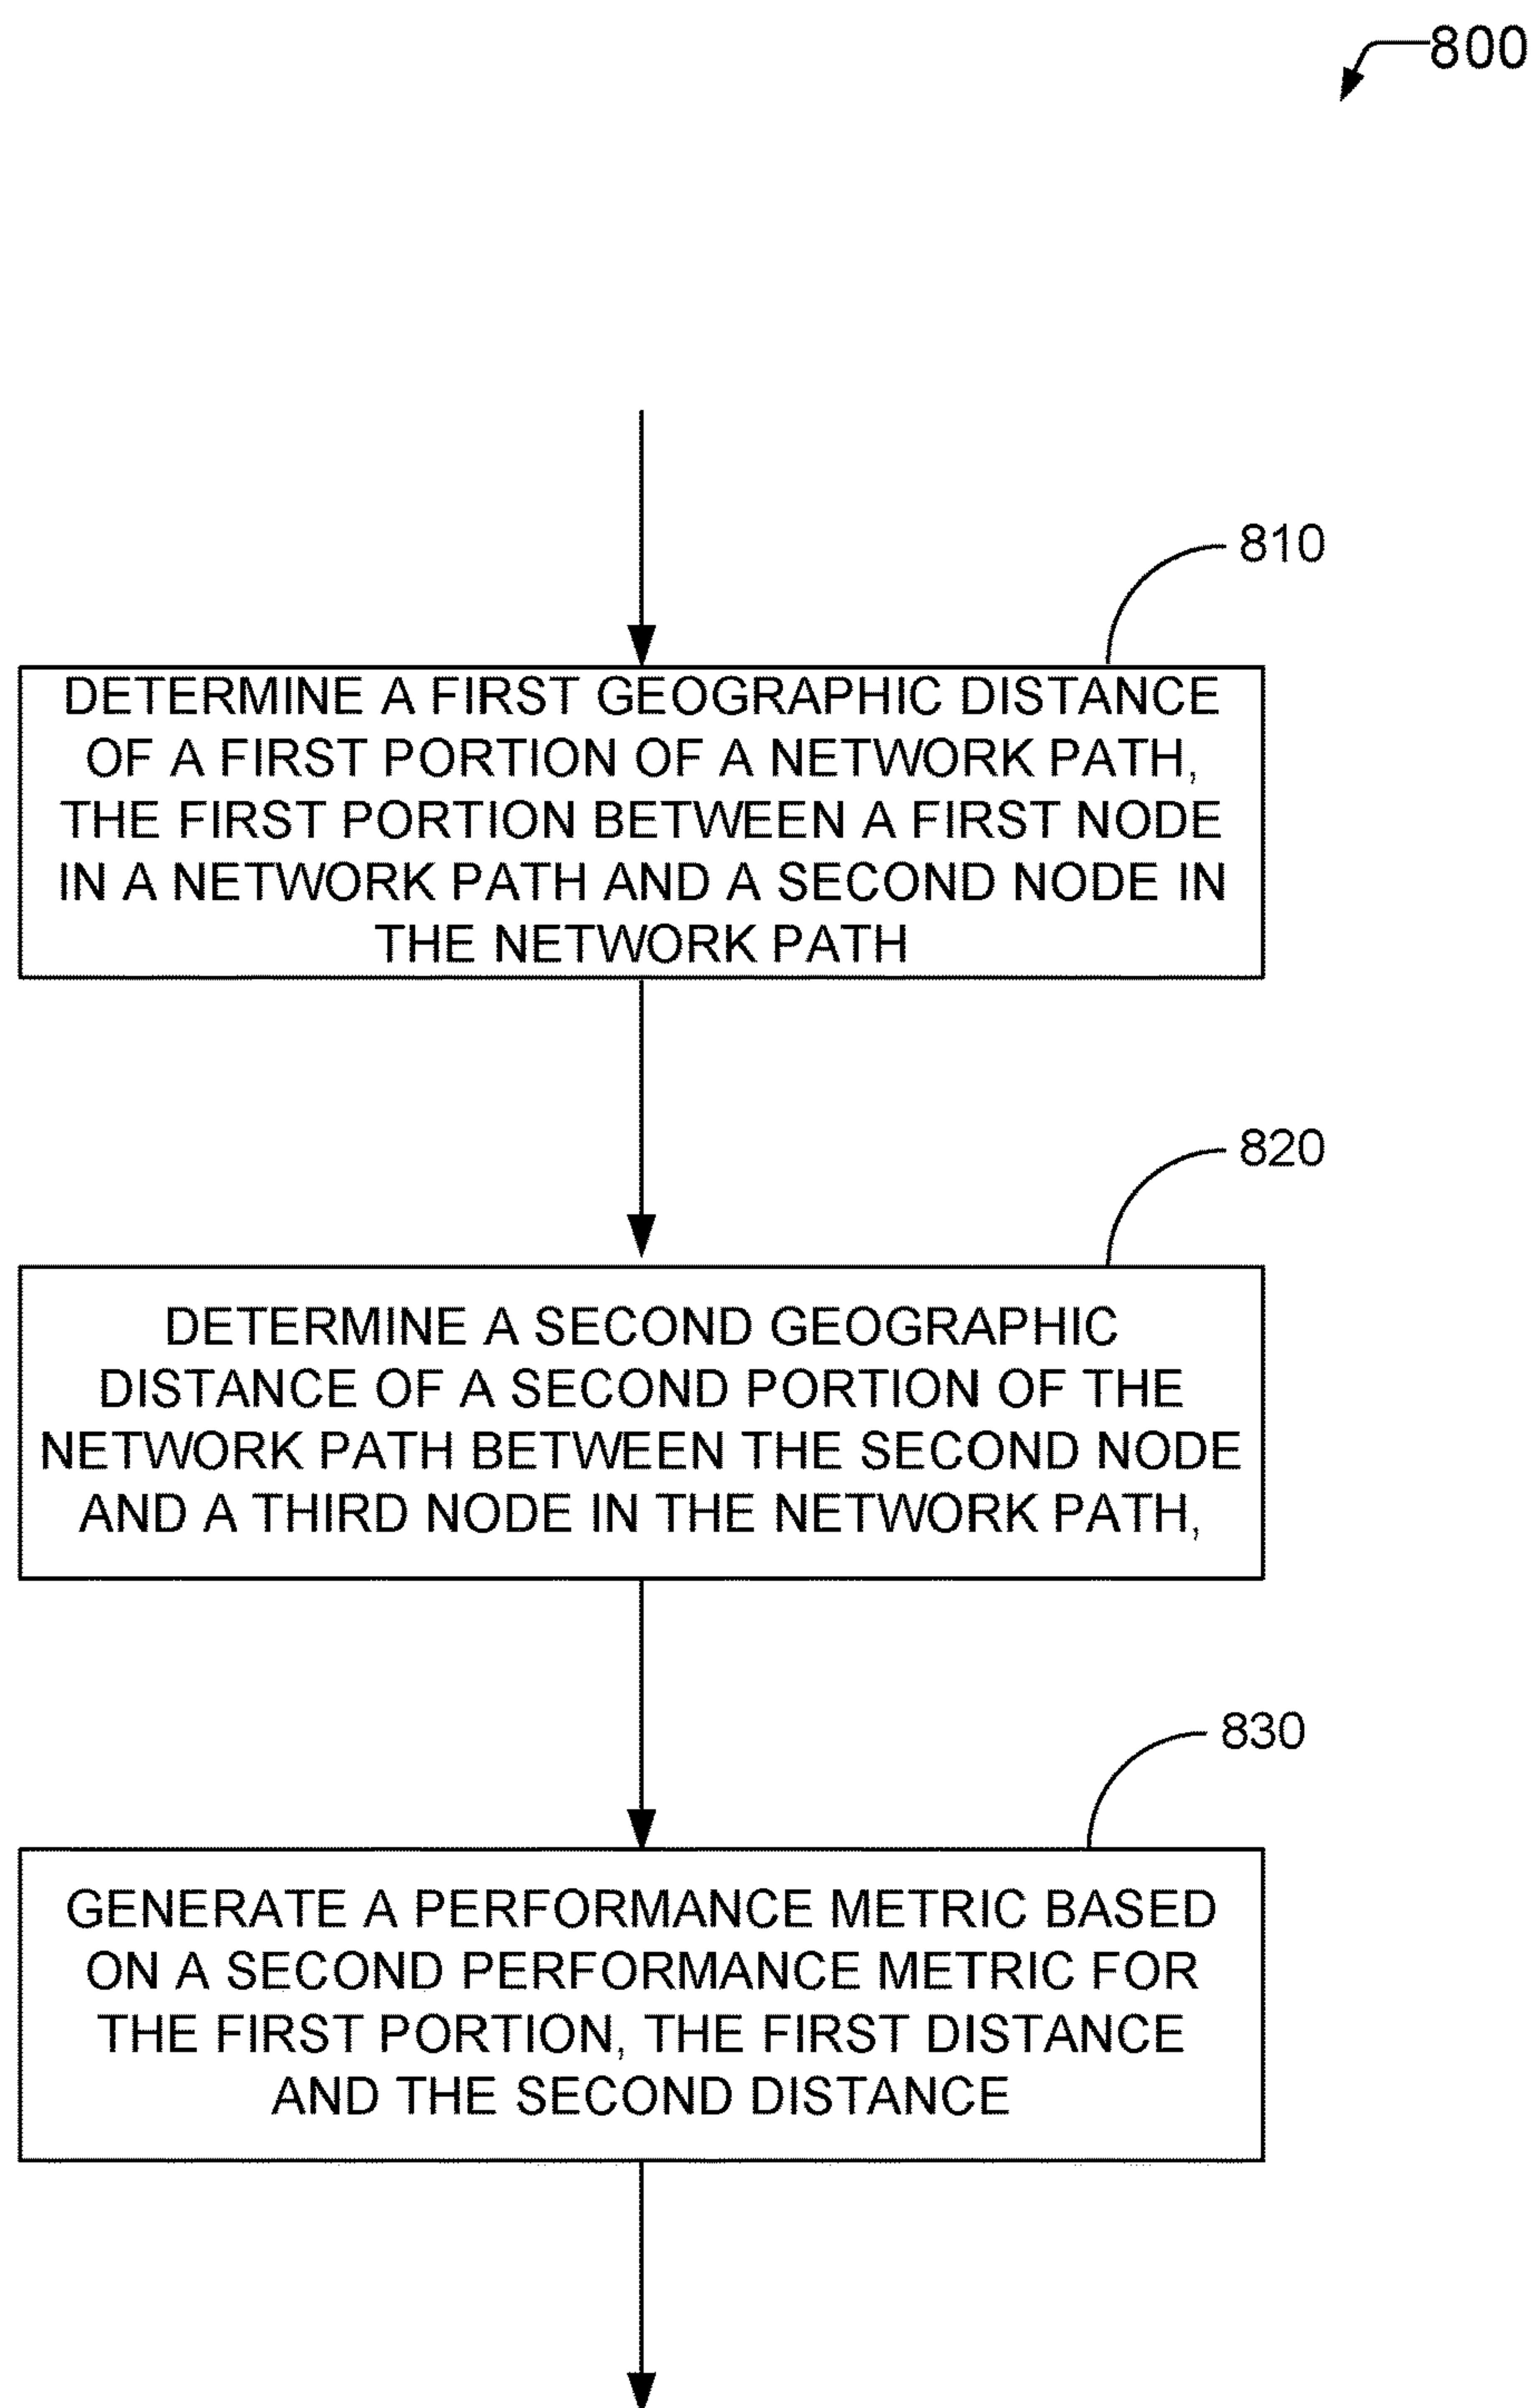 800
810
DETERMINE A FIRST GEOGRAPHIC DISTANCE
OF A FIRST PORTION OF A NETWORK PATH,
THE FIRST PORTION BETWEEN A FIRST NODE
IN A NETWORK PATH AND A SECOND NODE IN
THE NETWORK PATH
820
DETERMINE A SECOND GEOGRAPHIC
DISTANCE OF A SECOND PORTION OF THE
NETWORK PATH BETWEEN THE SECOND NODE
AND A THIRD NODE IN THE NETWORK PATH,
830
GENERATE A PERFORMANCE METRIC BASED
ON A SECOND PERFORMANCE METRIC FOR
THE FIRST PORTION, THE FIRST DISTANCE
AND THE SECOND DISTANCE